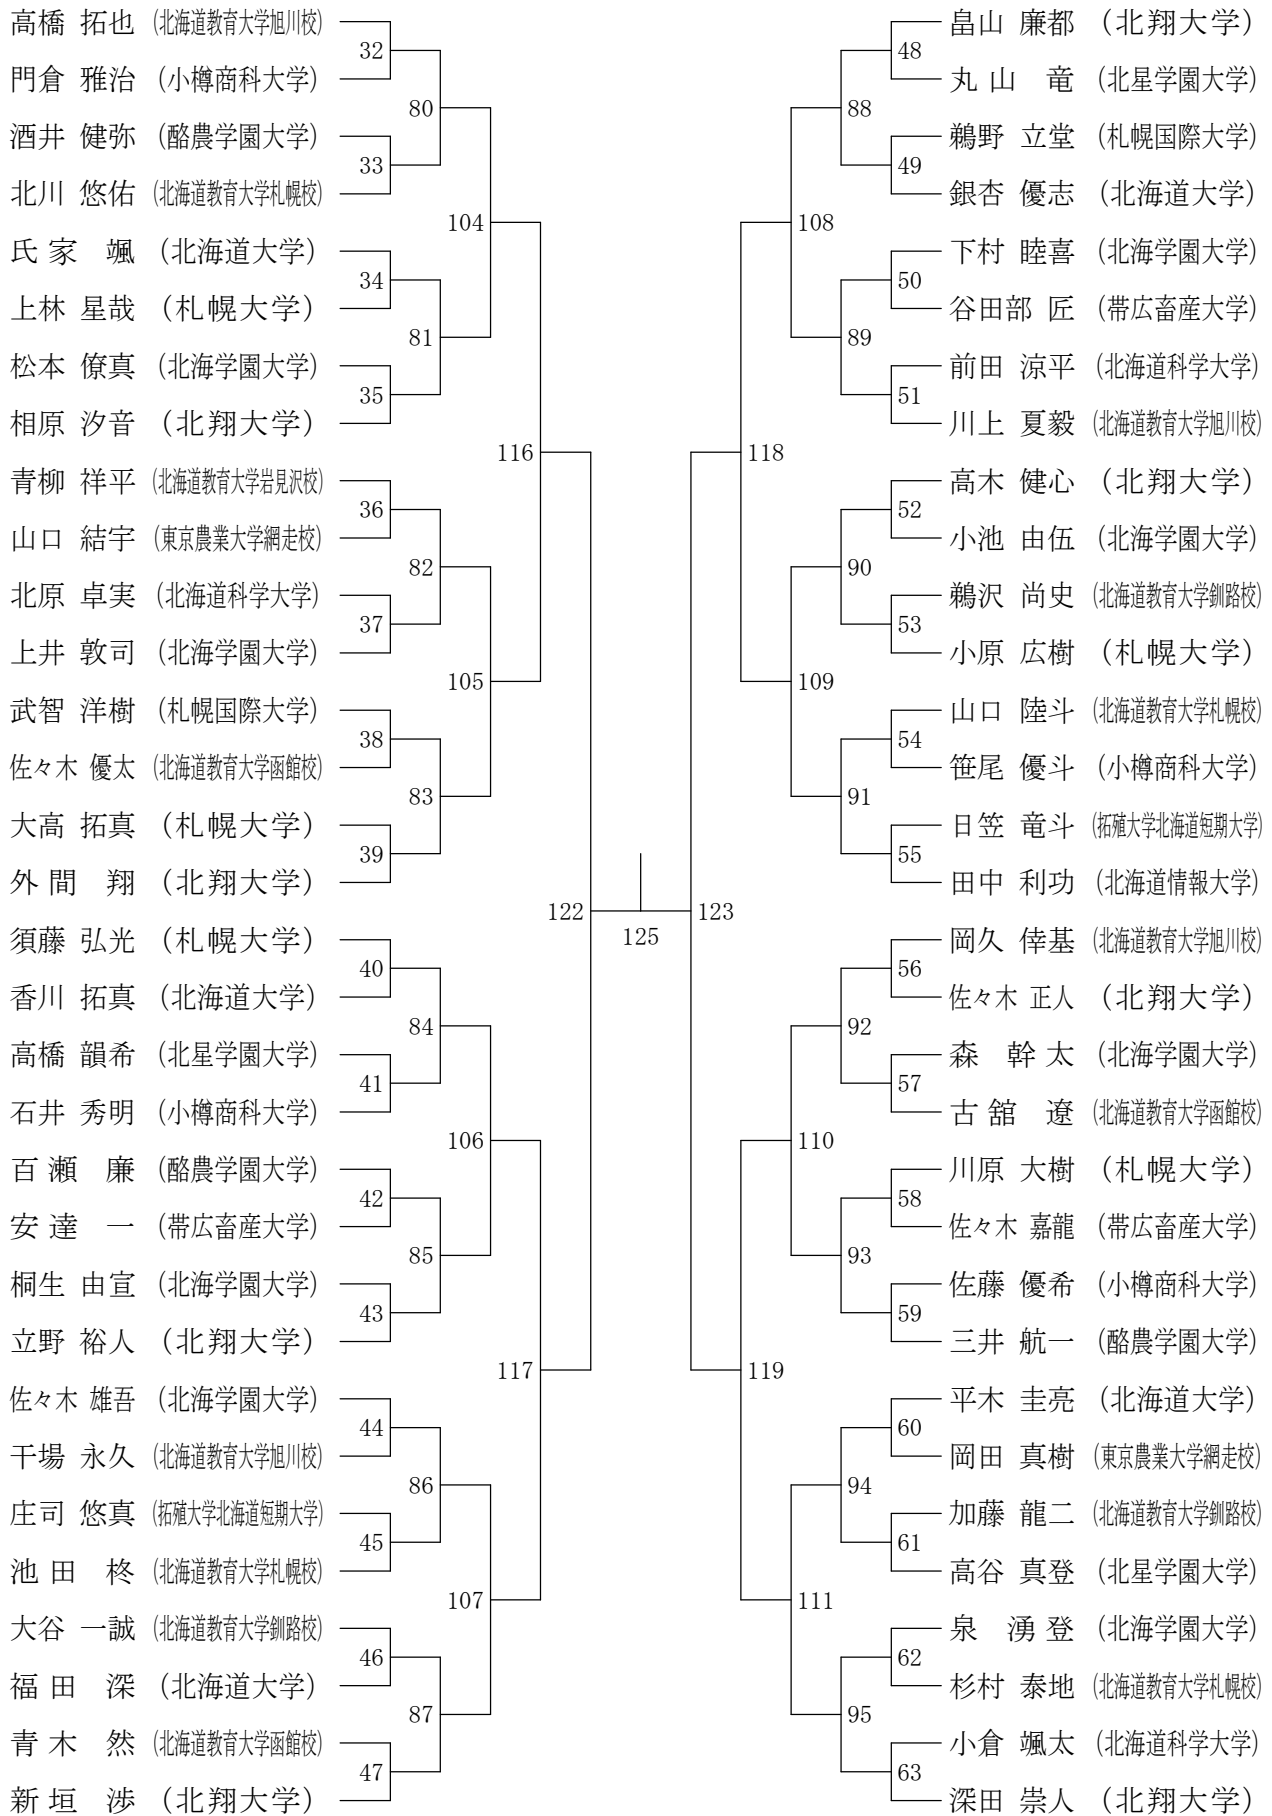 高橋 拓也 (北海道教育大学旭川校)
32
門倉 雅治 (小樽商科大学)
80
酒井 健弥 (酪農学園大学)
33
北川 悠佑 (北海道教育大学札幌校)
104
氏家 颯 (北海道大学)
34
上林 星哉 (札幌大学)
81
松本 僚真 (北海学園大学)
35
相原 汐音 (北翔大学)
116
青柳 祥平 (北海道教育大学岩見沢校)
36
山口 結宇 (東京農業大学網走校)
82
北原 卓実 (北海道科学大学)
37
上井 敦司 (北海学園大学)
105
武智 洋樹 (札幌国際大学)
38
佐々木 優太 (北海道教育大学函館校)
83
大高 拓真 (札幌大学)
39
外間 翔 (北翔大学)
122
須藤 弘光 (札幌大学)
40
香川 拓真 (北海道大学)
84
高橋 韻希 (北星学園大学)
41
石井 秀明 (小樽商科大学)
106
百瀬 廉 (酪農学園大学)
42
安達 一 (帯広畜産大学)
85
桐生 由宣 (北海学園大学)
43
立野 裕人 (北翔大学)
117
佐々木 雄吾 (北海学園大学)
44
干場 永久 (北海道教育大学旭川校)
86
庄司 悠真 (拓殖大学北海道短期大学)
45
池田 柊 (北海道教育大学札幌校)
107
大谷 一誠 (北海道教育大学釧路校)
46
福田 深 (北海道大学)
87
青木 然 (北海道教育大学函館校)
47
新垣 渉 (北翔大学)
125
畠山 廉都 (北翔大学)
48
丸山 竜 (北星学園大学)
88
鵜野 立堂 (札幌国際大学)
49
銀杏 優志 (北海道大学)
108
下村 睦喜 (北海学園大学)
50
谷田部 匠 (帯広畜産大学)
89
前田 涼平 (北海道科学大学)
51
川上 夏毅 (北海道教育大学旭川校)
118
高木 健心 (北翔大学)
52
小池 由伍 (北海学園大学)
90
鵜沢 尚史 (北海道教育大学釧路校)
53
小原 広樹 (札幌大学)
109
山口 陸斗 (北海道教育大学札幌校)
54
笹尾 優斗 (小樽商科大学)
91
日笠 竜斗 (拓殖大学北海道短期大学)
55
田中 利功 (北海道情報大学)
123
岡久 倖基 (北海道教育大学旭川校)
56
佐々木 正人 (北翔大学)
92
森 幹太 (北海学園大学)
57
古舘 遼 (北海道教育大学函館校)
110
川原 大樹 (札幌大学)
58
佐々木 嘉龍 (帯広畜産大学)
93
佐藤 優希 (小樽商科大学)
59
三井 航一 (酪農学園大学)
119
平木 圭亮 (北海道大学)
60
岡田 真樹 (東京農業大学網走校)
94
加藤 龍二 (北海道教育大学釧路校)
61
高谷 真登 (北星学園大学)
111
泉 湧登 (北海学園大学)
62
杉村 泰地 (北海道教育大学札幌校)
95
小倉 颯太 (北海道科学大学)
63
深田 崇人 (北翔大学)